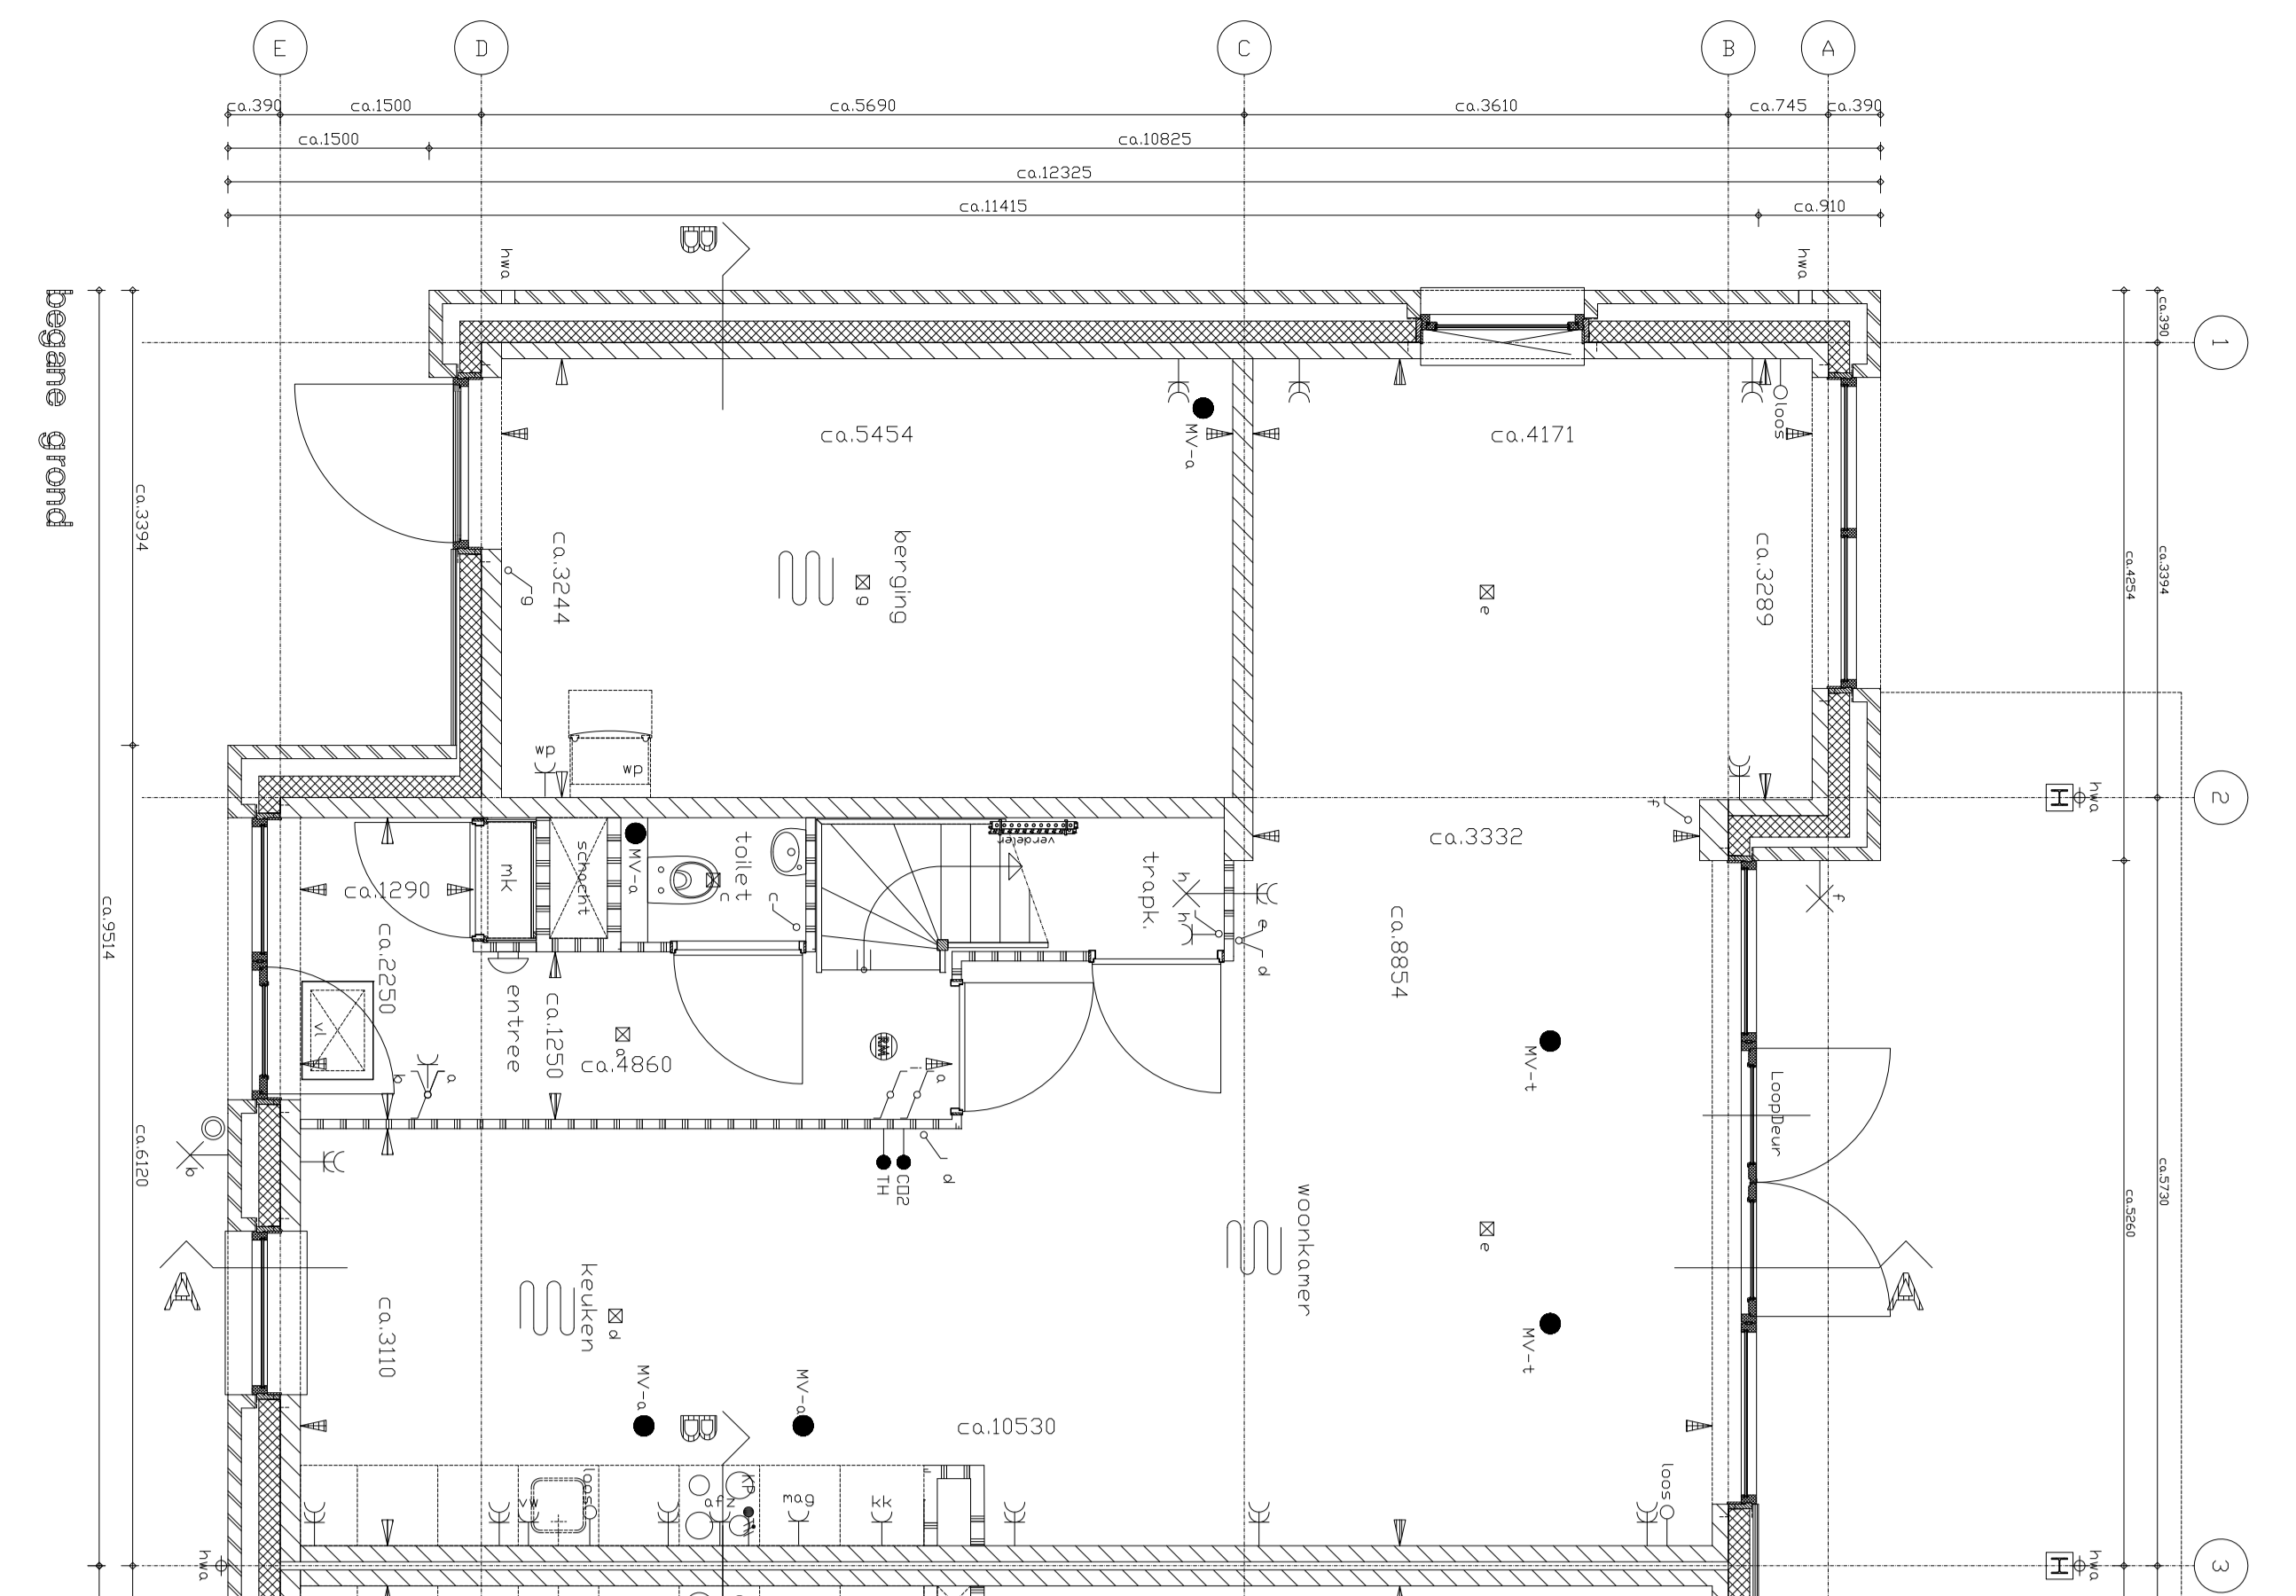 E
D
C
B
A
ca.390
ca.1500
ca.5690
ca.3610
ca.745
ca.390
ca.1500
ca.10825
ca.12325
ca.11415
ca.910
B
hwa
hwa
begane grond
ca.390
1
ca.5454
MV-a
ca.4171
loos
ca.3394
ca.3244
g
berging
g
e
ca.3289
ca.4254
ca.3394
wp
wp
f
H
hwa
2
ca.9514
ca.1290
mk
schacht
MV-a
toilet
c
c
verdeler
trapk.
h
h
e
d
ca.3332
f
ca.2250
vl
entree
ca.1250
a
ca.4860
RM
ca.8854
b
a
a
MV-t
LoopDeur
ca.6120
b
TH
CO2
d
woonkamer
e
ca.5260
ca.5730
A
ca.3110
keuken
d
MV-t
A
MV-a
MV-a
B
ca.10530
vw
loos
afz
KP
mag
kk
loos
hwa
H
hwa
3